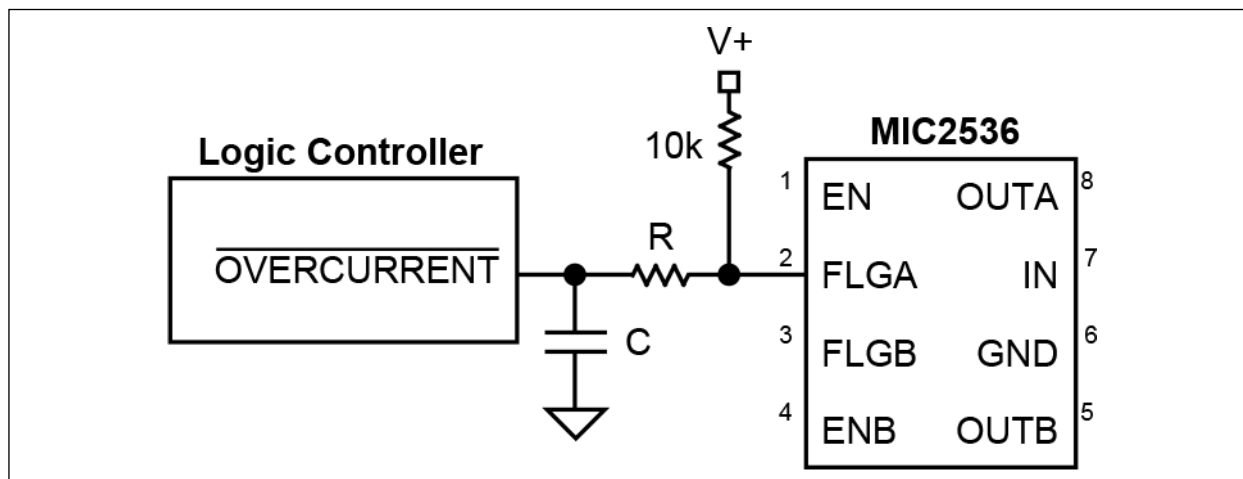 V+
10k
Logic Controller
OVERCURRENT
R
C
MIC2536
1 EN OUTA 8
2 FLGA IN 7
3 FLGB GND 6
4 ENB OUTB 5